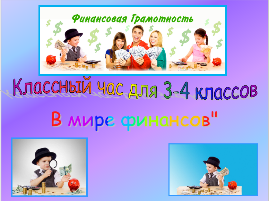 Финансовая Грамотность
Классный час для 3-4 классов
В мире финансов"